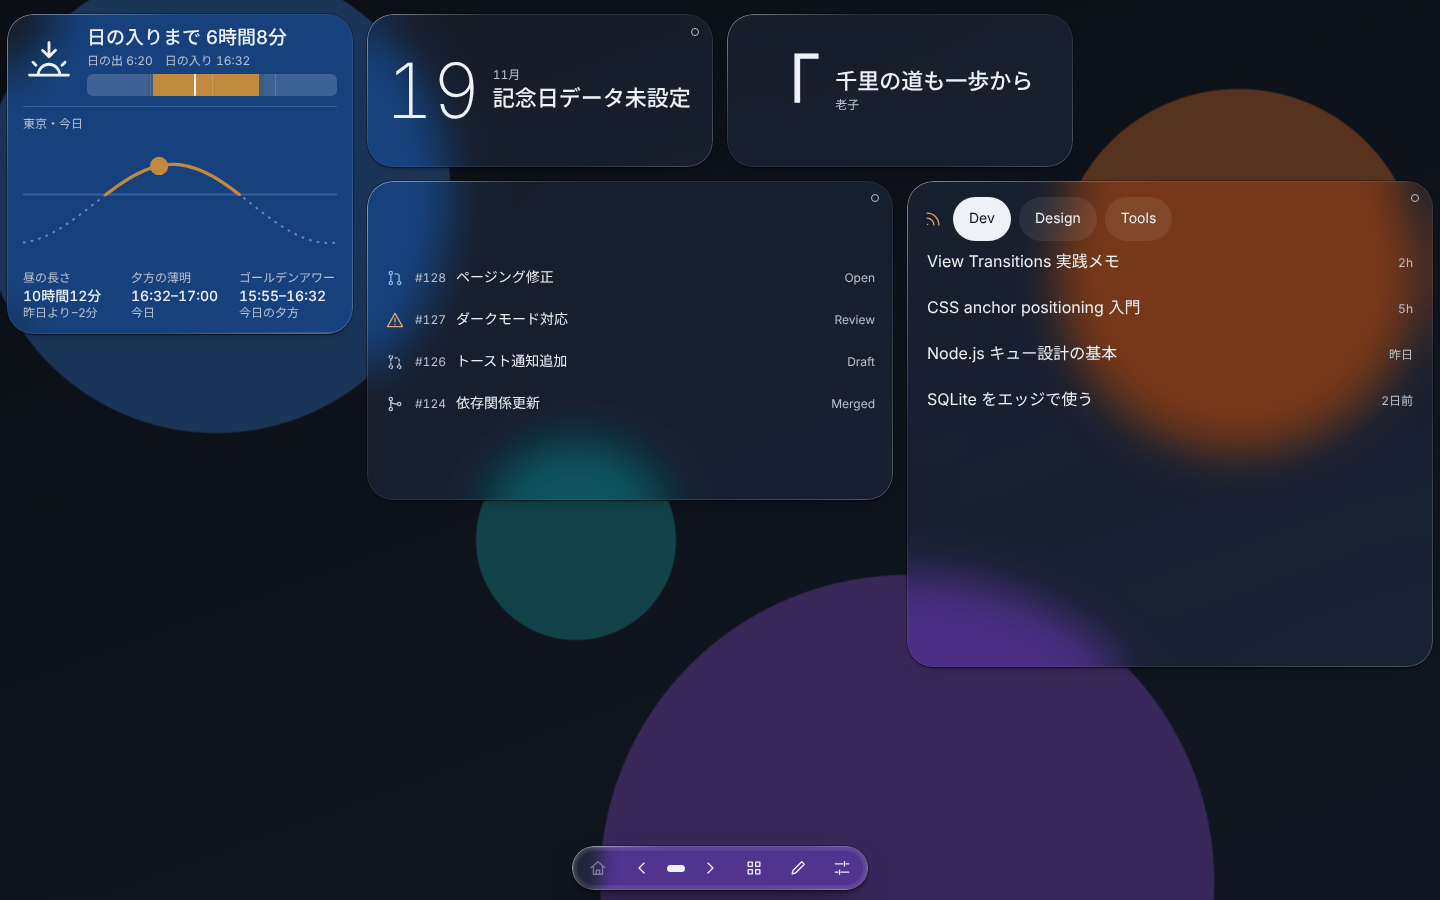 日の入りまで 6時間8分
日の出 6:20 日の入り 16:32
東京・今日
昼の長さ
10時間12分
昨日より−2分
夕方の薄明
16:32–17:00
今日
ゴールデンアワー
15:55–16:32
今日の夕方
19
11月
記念日データ未設定
「
千里の道も一歩から
老子
#128 ページング修正 Open
#127 ダークモード対応 Review
#126 トースト通知追加 Draft
#124 依存関係更新 Merged
Dev Design Tools
View Transitions 実践メモ 2h
CSS anchor positioning 入門 5h
Node.js キュー設計の基本 昨日
SQLite をエッジで使う 2日前